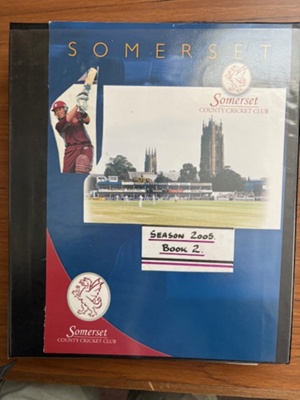 SOMERSET
Somerset
COUNTY CRICKET CLUB
SEASON 2005.
BOOK 2.
Somerset
COUNTY CRICKET CLUB